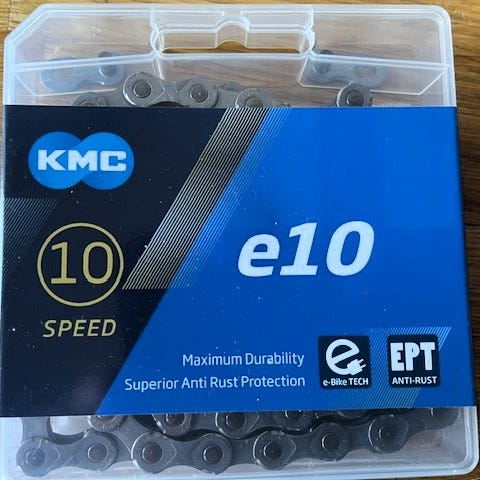 KMC
10
SPEED
e10
Maximum Durability
Superior Anti Rust Protection
e
e-Bike TECH
EPT
ANTI-RUST